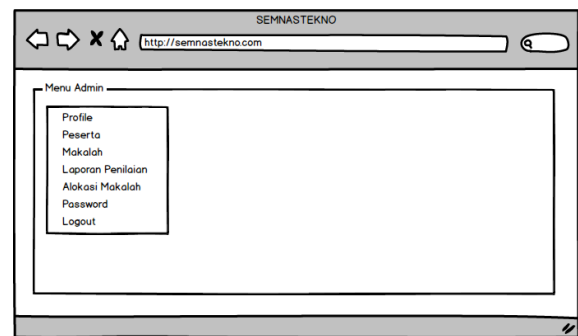 SEMNASTEKNO
http://semnastekno.com
Menu Admin
Profile
Peserta
Makalah
Laporan Penilaian
Alokasi Makalah
Password
Logout